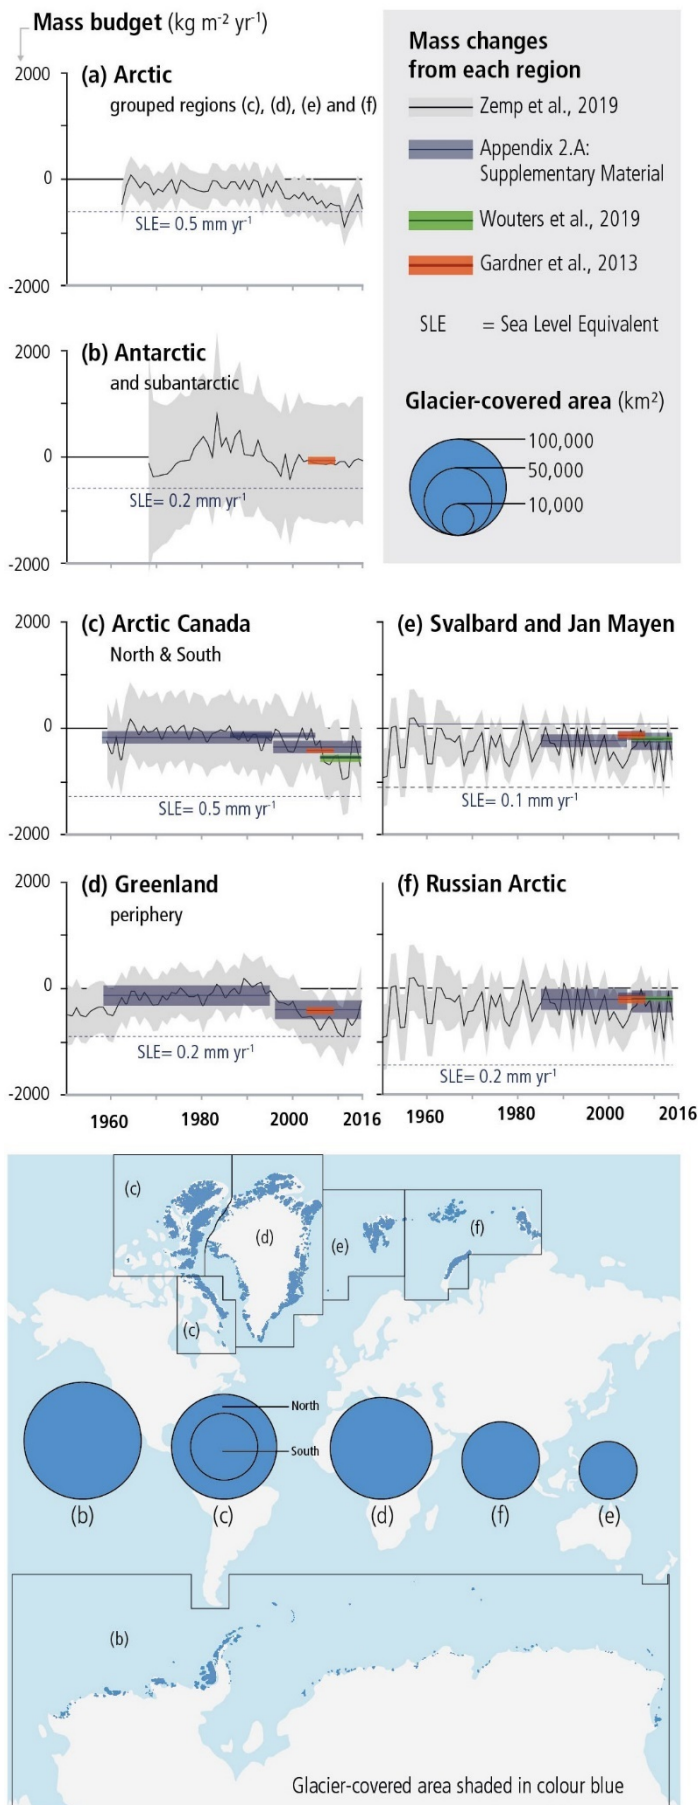 Mass budget (kg m-2 yr-1)
2000
(a) Arctic
grouped regions (c), (d), (e) and (f)
0
SLE= 0.5 mm yr-1
-2000
Mass changes
from each region
Zemp et al., 2019
Appendix 2.A:
Supplementary Material
Wouters et al., 2019
Gardner et al., 2013
SLE = Sea Level Equivalent
Glacier-covered area (km2)
100,000
50,000
10,000
2000
(b) Antarctic
and subantarctic
0
SLE= 0.2 mm yr-1
-2000
2000
(c) Arctic Canada
North & South
0
SLE= 0.5 mm yr-1
-2000
(e) Svalbard and Jan Mayen
SLE= 0.1 mm yr-1
2000
(d) Greenland
periphery
0
SLE= 0.2 mm yr-1
-2000
1960 1980 2000 2016
(f) Russian Arctic
SLE= 0.2 mm yr-1
1960 1980 2000 2016
(c)
(d)
(e)
(f)
(c)
North
South
(b) (c) (d) (f) (e)
(b)
Glacier-covered area shaded in colour blue